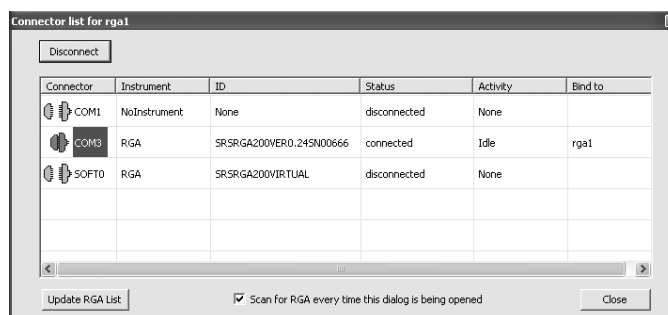 Connector list for rga1
Disconnect
Connector Instrument ID Status Activity Bind to
COM1 NoInstrument None disconnected None
COM3 RGA SRSRGA200VER0.24SN00666 connected Idle rga1
SOFT0 RGA SRSRGA200VIRTUAL disconnected None
Update RGA List Scan for RGA every time this dialog is being opened Close